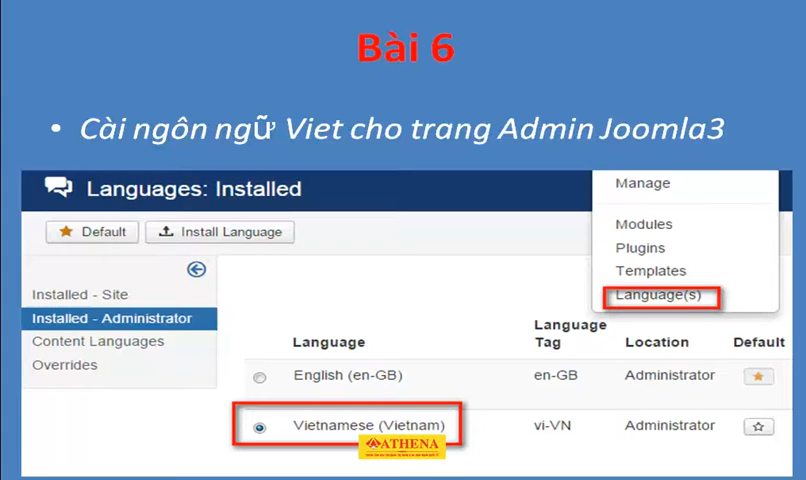 Bài 6
• Cài ngôn ngữ Viet cho trang Admin Joomla3
Languages: Installed
Manage
Default
Install Language
Modules
Plugins
Templates
Language(s)
Installed - Site
Installed - Administrator
Content Languages
Overrides
Language Language Tag Location Default
English (en-GB) en-GB Administrator
Vietnamese (Vietnam) vi-VN Administrator
ATHENA